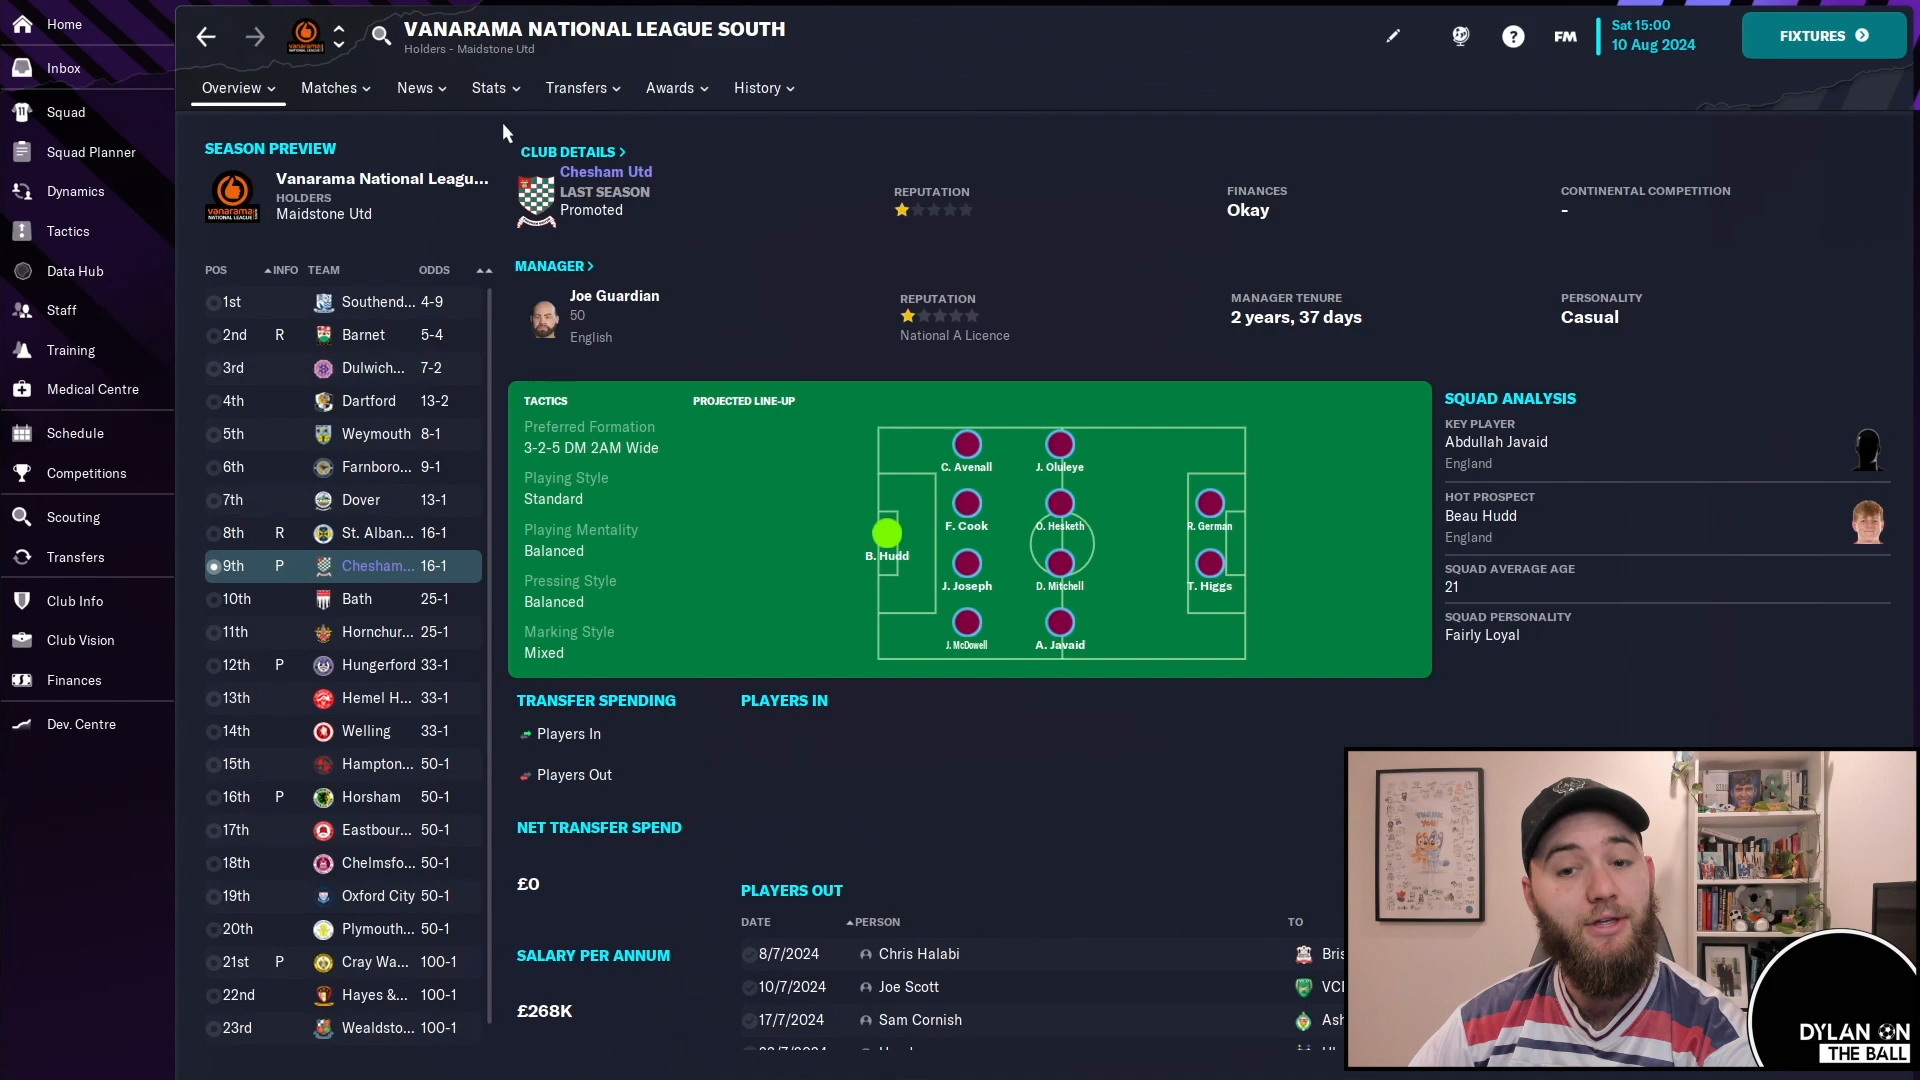 Home
Inbox
Squad
Squad Planner
Dynamics
Tactics
Data Hub
Staff
Training
Medical Centre
Schedule
Competitions
Scouting
Transfers
Club Info
Club Vision
Finances
Dev. Centre
VANARAMA NATIONAL LEAGUE SOUTH
Holders - Maidstone Utd
FM
Sat 15:00
10 Aug 2024
FIXTURES
Overview
Matches
News
Stats
Transfers
Awards
History
SEASON PREVIEW
Vanarama National Leagu...
HOLDERS
Maidstone Utd
POS INFO TEAM ODDS
1st Southend... 4-9
2nd R Barnet 5-4
3rd Dulwich... 7-2
4th Dartford 13-2
5th Weymouth 8-1
6th Farnboro... 9-1
7th Dover 13-1
8th R St. Alban... 16-1
9th P Chesham... 16-1
10th Bath 25-1
11th Hornchur... 25-1
12th P Hungerford 33-1
13th Hemel H... 33-1
14th Welling 33-1
15th Hampton... 50-1
16th P Horsham 50-1
17th Eastbour... 50-1
18th Chelmsfo... 50-1
19th Oxford City 50-1
20th Plymouth... 50-1
21st P Cray Wa... 100-1
22nd Hayes &... 100-1
23rd Wealdsto... 100-1
CLUB DETAILS >
Chesham Utd
LAST SEASON
Promoted
REPUTATION
FINANCES
Okay
CONTINENTAL COMPETITION
-
MANAGER >
Joe Guardian
50
English
REPUTATION
National A Licence
MANAGER TENURE
2 years, 37 days
PERSONALITY
Casual
TACTICS
Preferred Formation
3-2-5 DM 2AM Wide
Playing Style
Standard
Playing Mentality
Balanced
Pressing Style
Balanced
Marking Style
Mixed
PROJECTED LINE-UP
C. Avenall
J. Oluleye
F. Cook
O. Hesketh
R. German
B. Hudd
J. Joseph
D. Mitchell
T. Higgs
J. McDowell
A. Javaid
SQUAD ANALYSIS
KEY PLAYER
Abdullah Javaid
England
HOT PROSPECT
Beau Hudd
England
SQUAD AVERAGE AGE
21
SQUAD PERSONALITY
Fairly Loyal
TRANSFER SPENDING
Players In
Players Out
NET TRANSFER SPEND
£0
SALARY PER ANNUM
£268K
PLAYERS IN
PLAYERS OUT
DATE PERSON TO
8/7/2024 Chris Halabi Bris
10/7/2024 Joe Scott VCI
17/7/2024 Sam Cornish Ash
DYLAN ON
THE BALL